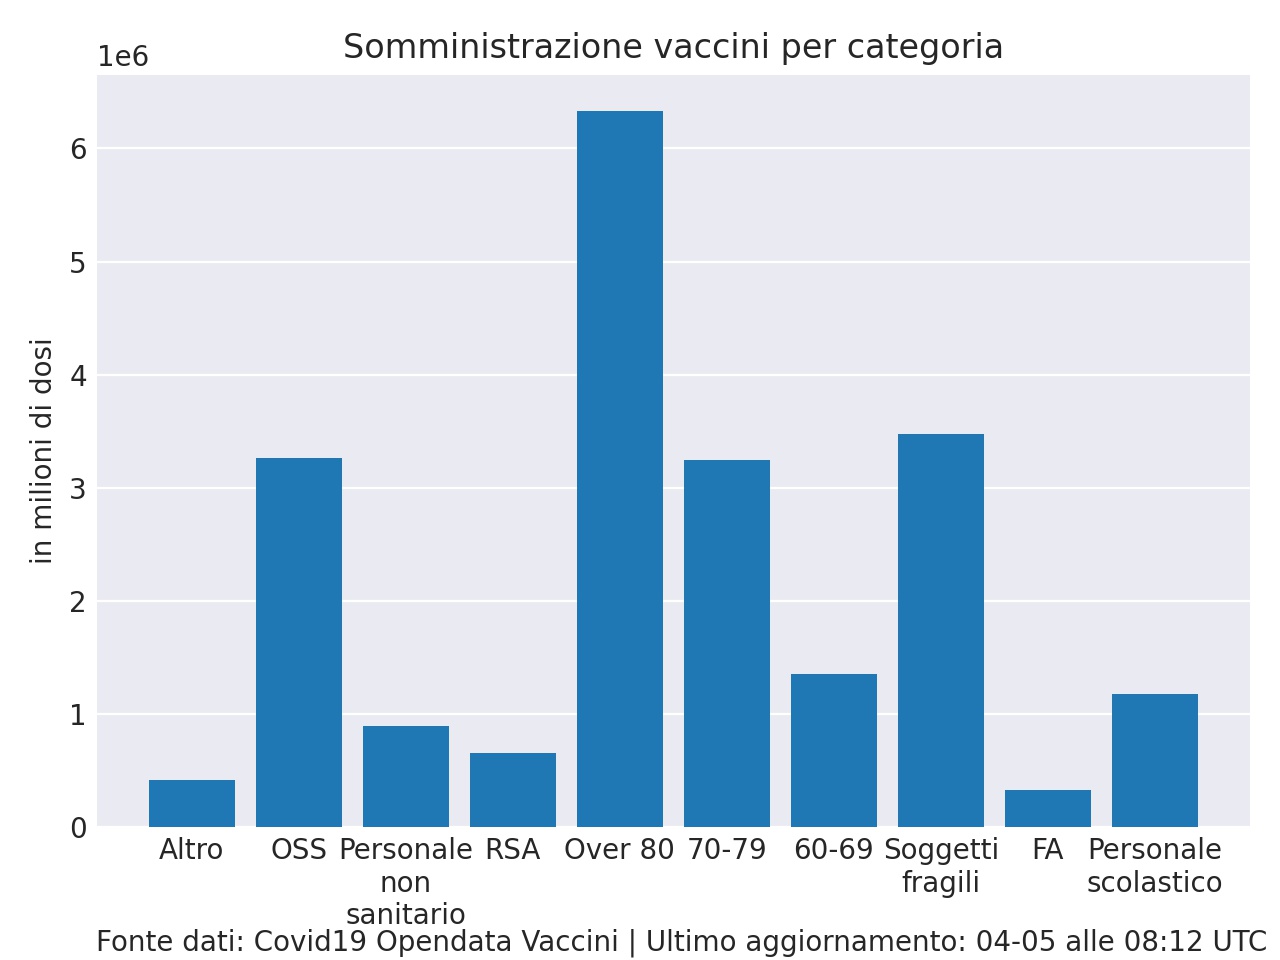 Somministrazione vaccini per categoria
1e6
6
5
4
3
2
1
0
in milioni di dosi
Altro OSS Personale RSA Over 80 70-79 60-69 Soggetti FA Personale
non fragili scolastico
sanitario
Fonte dati: Covid19 Opendata Vaccini | Ultimo aggiornamento: 04-05 alle 08:12 UTC